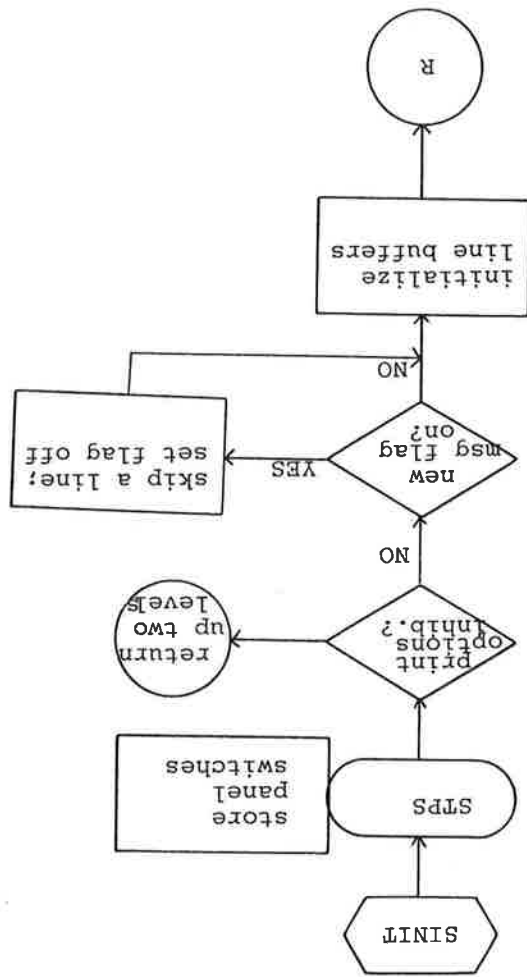 SINIT
STPS
store
panel
switches
print
options
inhib.?
return
up two
levels
NO
new
msg flag
on?
YES
skip a line;
set flag off
NO
initialize
line buffers
R